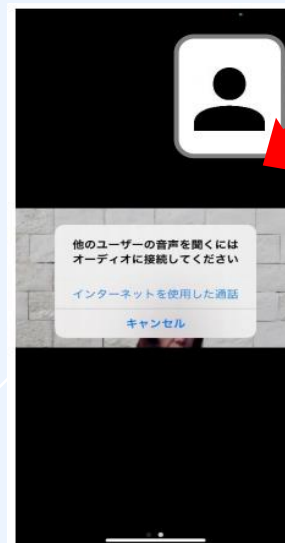 他のユーザーの音声を聞くには
オーディオに接続してください
インターネットを使用した通話
キャンセル